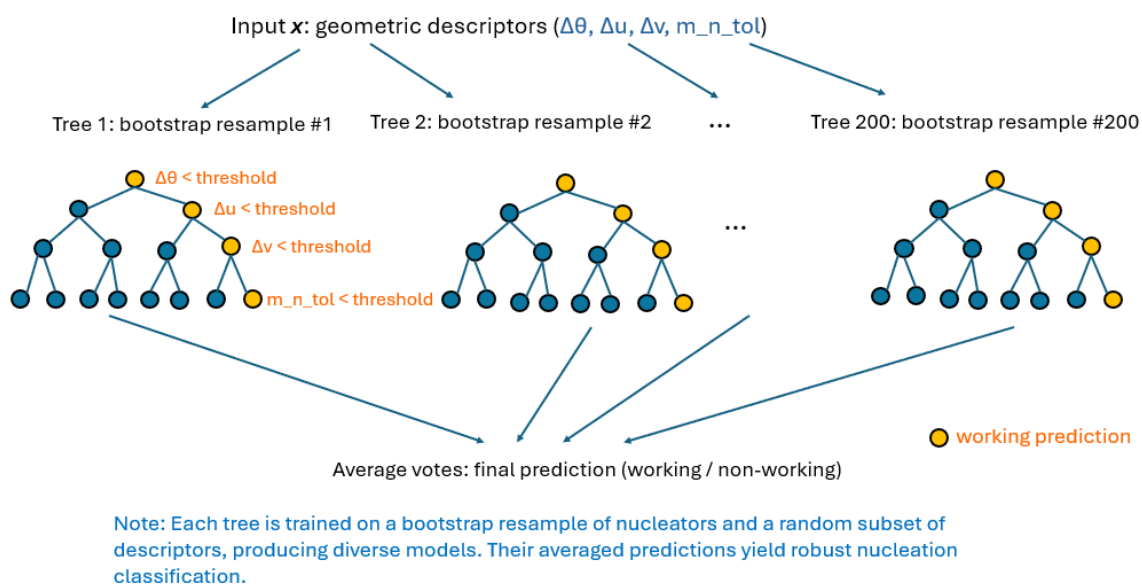 Input x: geometric descriptors (Δθ, Δu, Δv, m_n_tol)
Tree 1: bootstrap resample #1
Tree 2: bootstrap resample #2
...
Tree 200: bootstrap resample #200
Δθ < threshold
Δu < threshold
Δv < threshold
m_n_tol < threshold
...
working prediction
Average votes: final prediction (working / non-working)
Note: Each tree is trained on a bootstrap resample of nucleators and a random subset of
descriptors, producing diverse models. Their averaged predictions yield robust nucleation
classification.